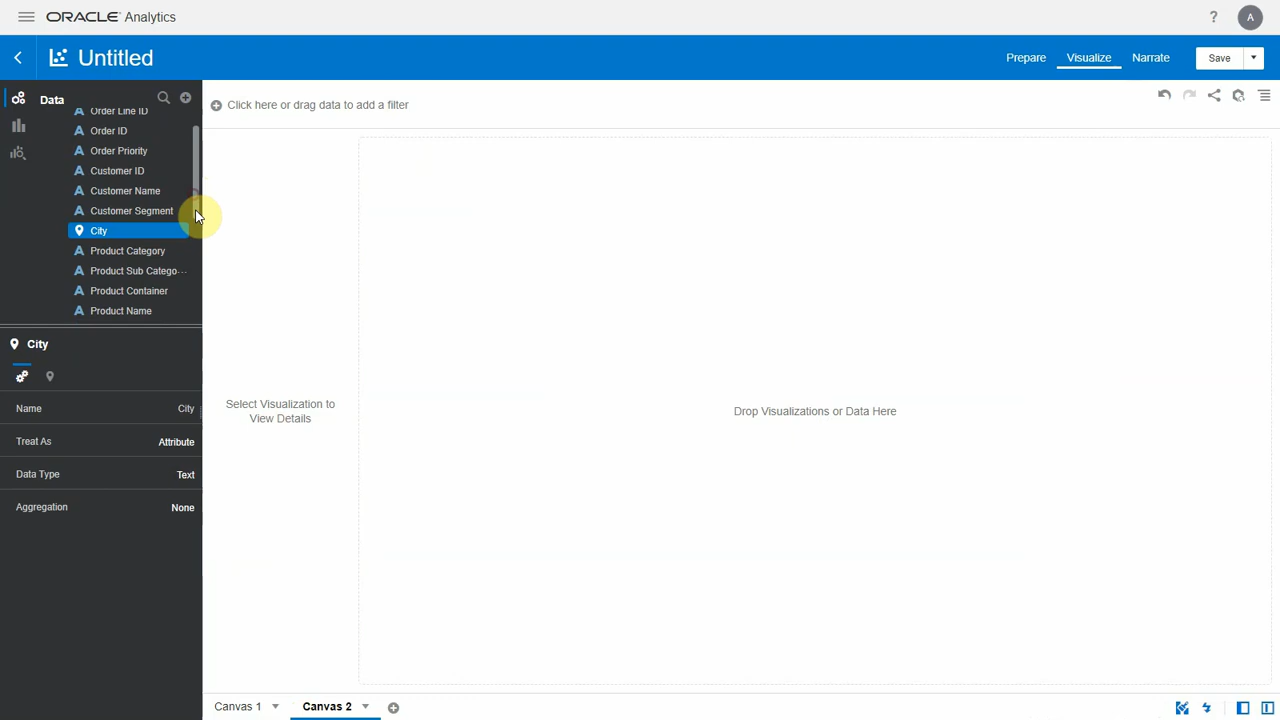 ORACLE Analytics
?
A
Untitled
Prepare
Visualize
Narrate
Save
Data
Click here or drag data to add a filter
Order Line ID
A Order ID
A Order Priority
A Customer ID
A Customer Name
A Customer Segment
City
A Product Category
A Product Sub Catego...
A Product Container
A Product Name
City
Name City
Treat As Attribute
Data Type Text
Aggregation None
Select Visualization to
View Details
Drop Visualizations or Data Here
Canvas 1
Canvas 2